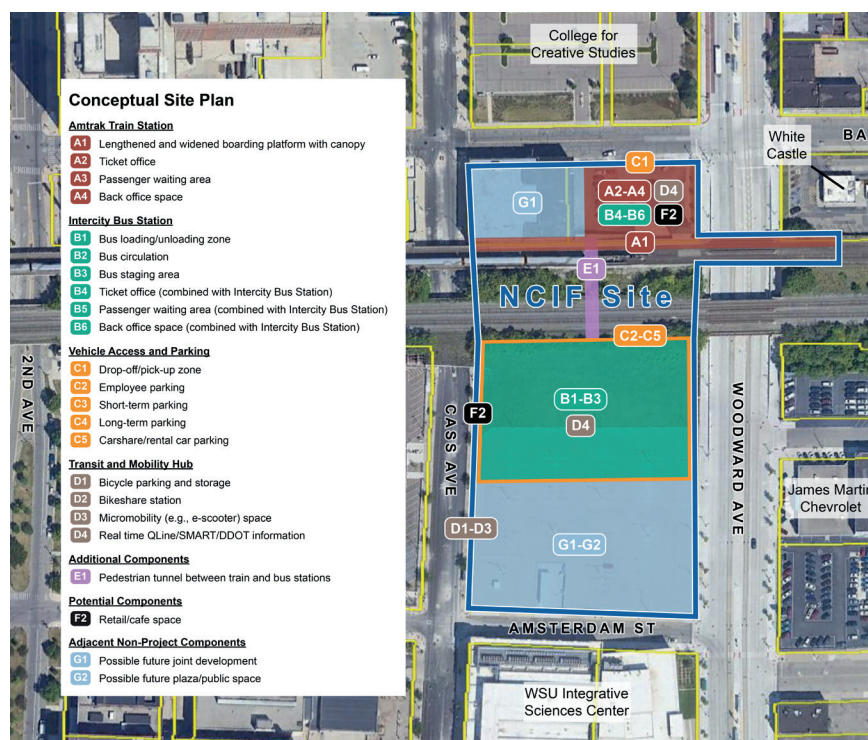 Conceptual Site Plan
Amtrak Train Station
A1 Lengthened and widened boarding platform with canopy
A2 Ticket office
A3 Passenger waiting area
A4 Back office space
Intercity Bus Station
B1 Bus loading/unloading zone
B2 Bus circulation
B3 Bus staging area
B4 Ticket office (combined with Intercity Bus Station)
B5 Passenger waiting area (combined with Intercity Bus Station)
B6 Back office space (combined with Intercity Bus Station)
Vehicle Access and Parking
C1 Drop-off/pick-up zone
C2 Employee parking
C3 Short-term parking
C4 Long-term parking
C5 Carshare/rental car parking
Transit and Mobility Hub
D1 Bicycle parking and storage
D2 Bikeshare station
D3 Micromobility (e.g., e-scooter) space
D4 Real time QLine/SMART/DDOT information
Additional Components
E1 Pedestrian tunnel between train and bus stations
Potential Components
F2 Retail/cafe space
Adjacent Non-Project Components
G1 Possible future joint development
G2 Possible future plaza/public space
College for
Creative Studies
BA
White
Castle
C1
G1
A2-A4 D4
B4-B6 F2
A1
E1
NCIF Site
C2-C5
2ND AVE
CASS AVE
WOODWARD AVE
B1-B3
F2
D4
James Martin
Chevrolet
D1-D3
G1-G2
AMSTERDAM ST
WSU Integrative
Sciences Center